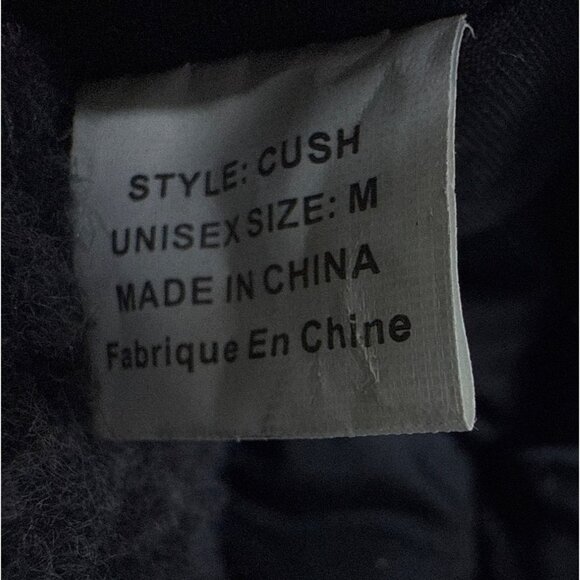 STYLE: CUSH
UNISEX SIZE: M
MADE IN CHINA
Fabrique En Chine